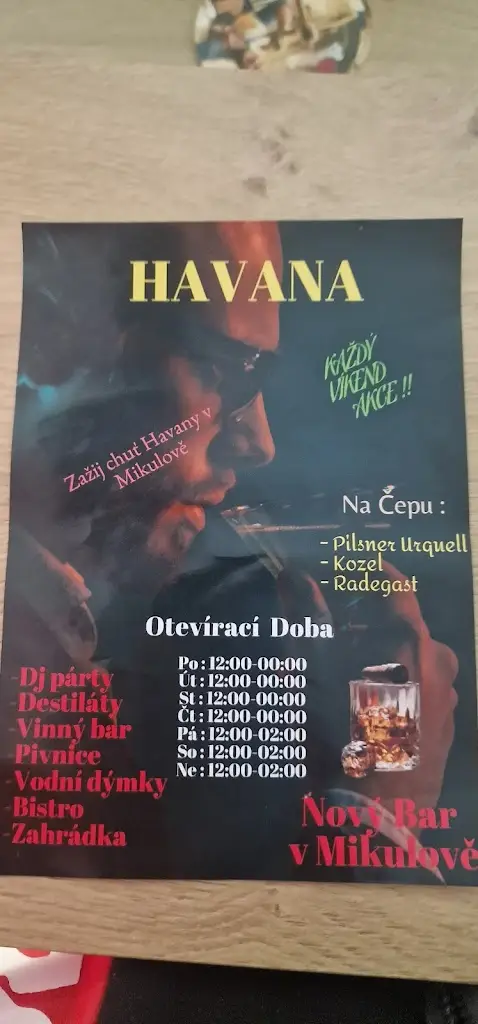 HAVANA
KAŽDÝ
VÍKEND
AKCE !!
Zažij chuť Havany v
Mikulově
Na Čepu :
- Pilsner Urquell
- Kozel
- Radegast
Otevírací Doba
Po : 12:00-00:00
Út : 12:00-00:00
St : 12:00-00:00
Čt : 12:00-00:00
Pá : 12:00-02:00
So : 12:00-02:00
Ne : 12:00-02:00
-Dj párty
-Destiláty
-Vinný bar
-Pivnice
-Vodní dýmky
-Bistro
-Zahrádka
Nový Bar
v Mikulově